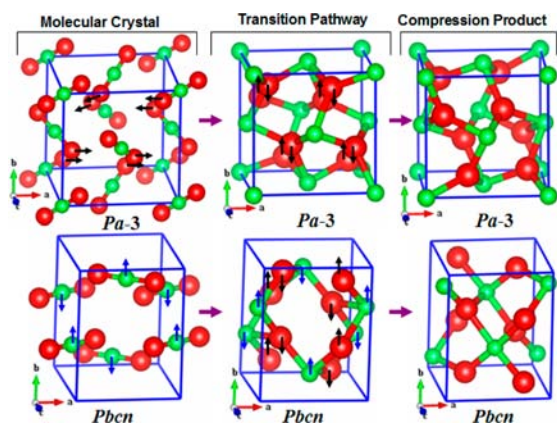 Molecular Crystal Transition Pathway Compression Product
b a b a b a
Pa-3 Pa-3 Pa-3
b a b a b a
Pbcn Pbcn Pbcn